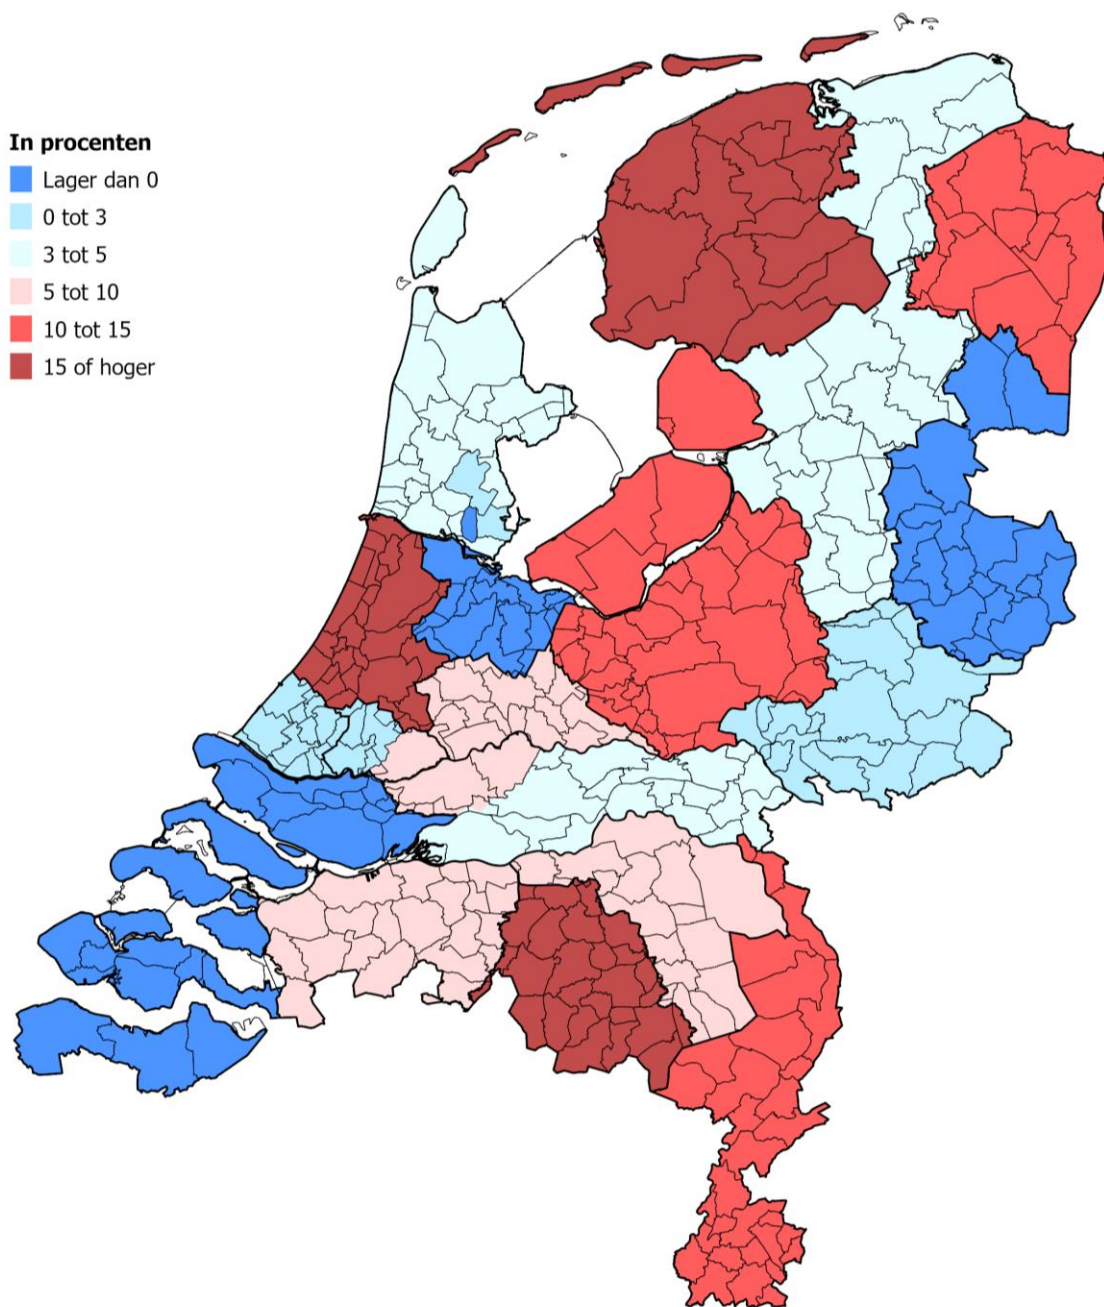 In procenten
Lager dan 0
0 tot 3
3 tot 5
5 tot 10
10 tot 15
15 of hoger